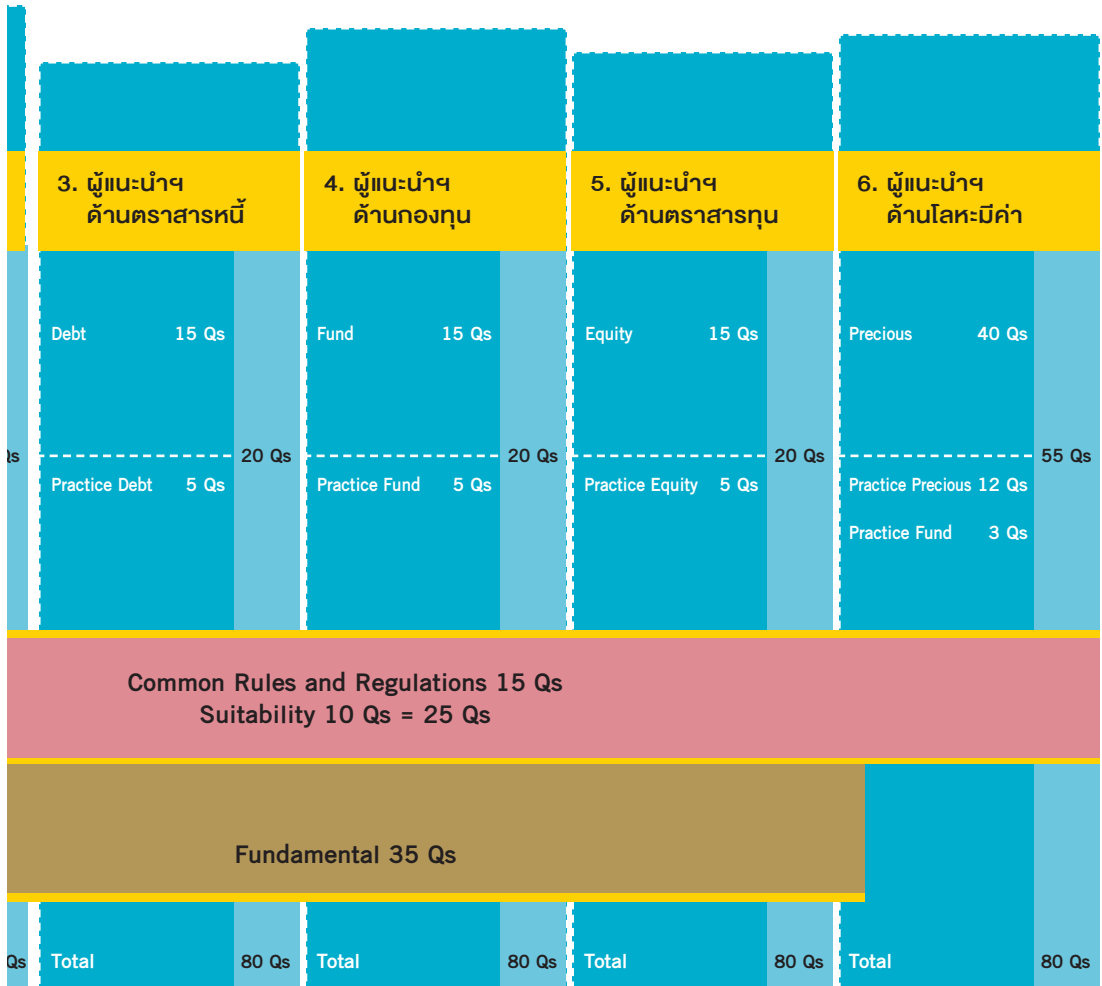 3. ผู้แนะนำฯ
ด้านตราสารหนี้
4. ผู้แนะนำฯ
ด้านกองทุน
5. ผู้แนะนำฯ
ด้านตราสารทุน
6. ผู้แนะนำฯ
ด้านโลหะมีค่า
Debt 15 Qs
Fund 15 Qs
Equity 15 Qs
Precious 40 Qs
20 Qs
20 Qs
20 Qs
55 Qs
Practice Debt 5 Qs
Practice Fund 5 Qs
Practice Equity 5 Qs
Practice Precious 12 Qs
Practice Fund 3 Qs
Common Rules and Regulations 15 Qs
Suitability 10 Qs = 25 Qs
Fundamental 35 Qs
Qs
Total 80 Qs
Total 80 Qs
Total 80 Qs
Total 80 Qs